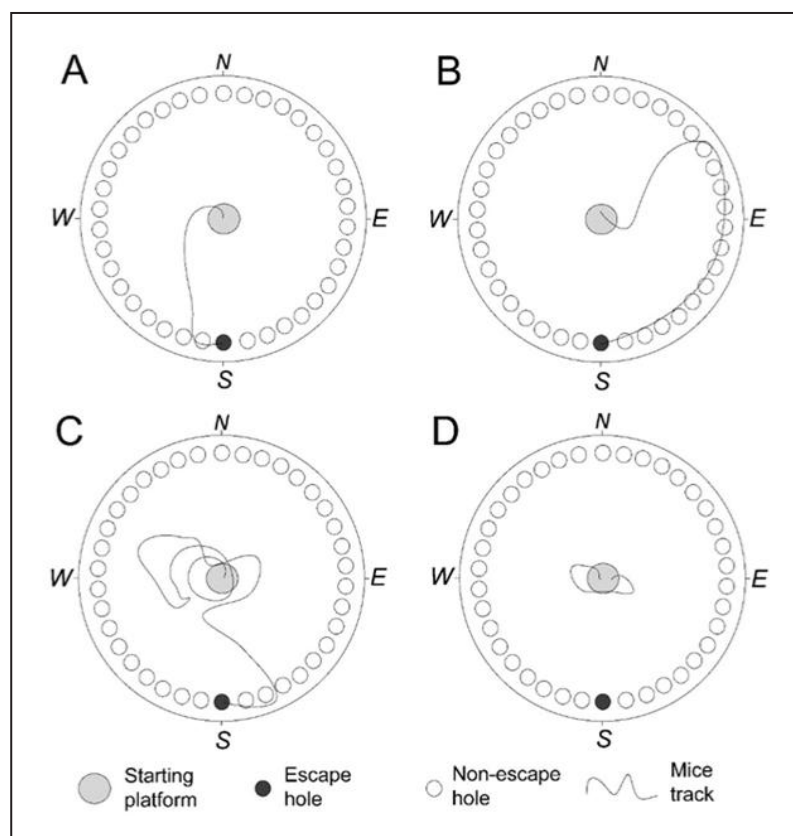 A
N
W
E
S
B
N
W
E
S
C
N
W
E
S
D
N
W
E
S
Starting
platform
Escape
hole
Non-escape
hole
Mice
track